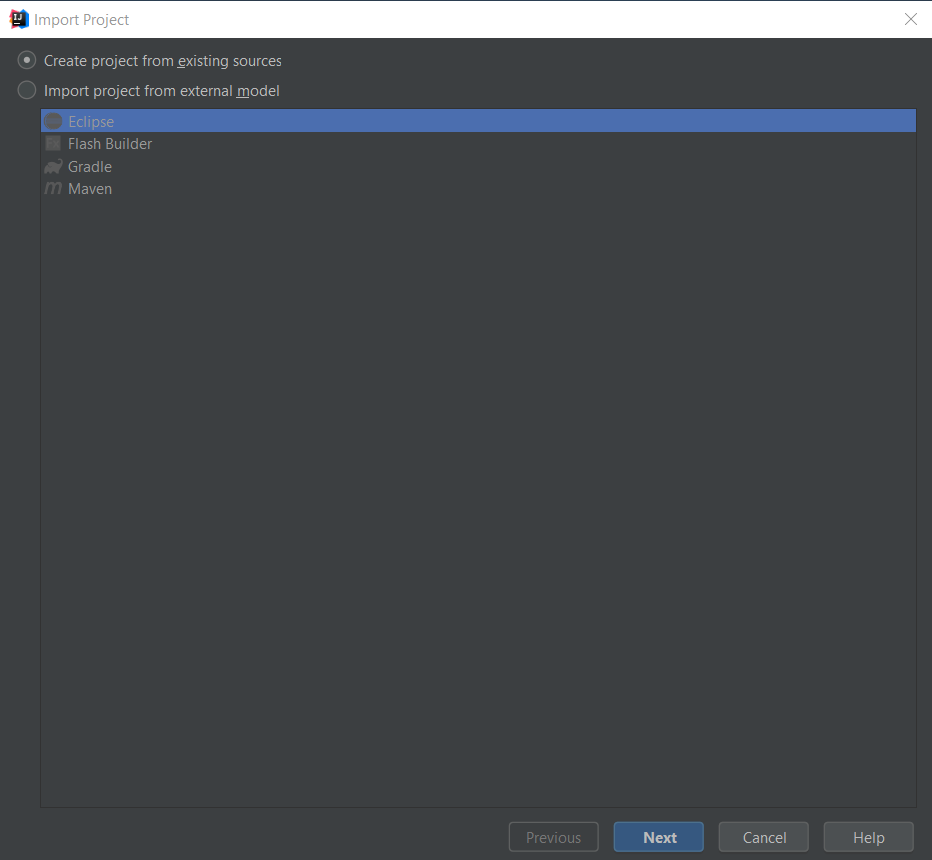 Import Project
Create project from existing sources
Import project from external model
Eclipse
Flash Builder
Gradle
Maven
Previous Next Cancel Help